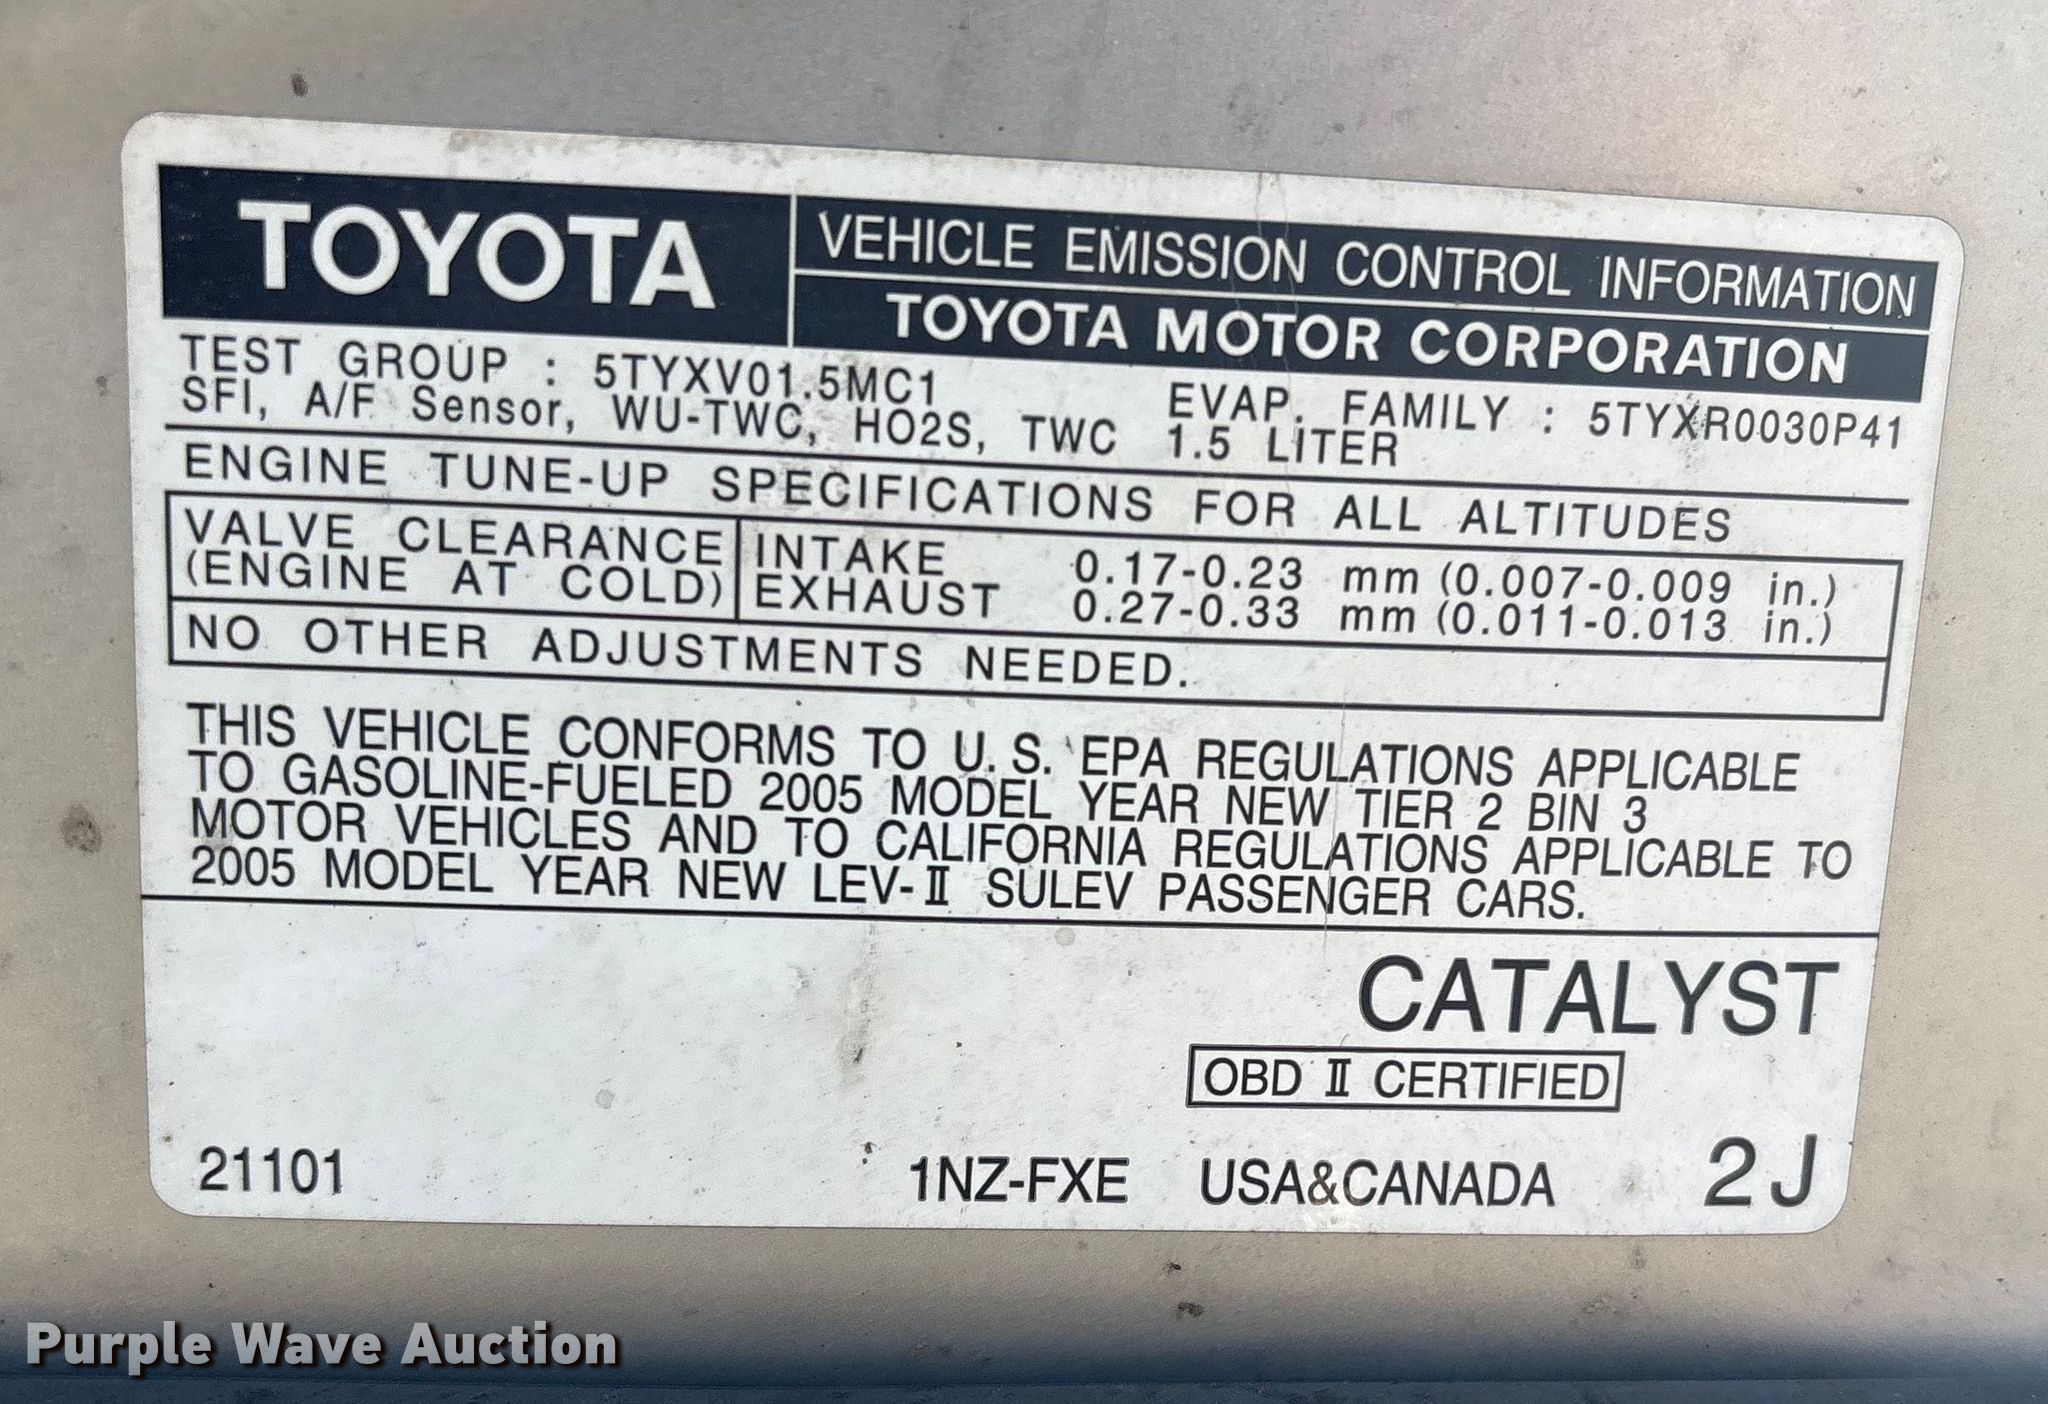 TOYOTA
VEHICLE EMISSION CONTROL INFORMATION
TOYOTA MOTOR CORPORATION
TEST GROUP : 5TYXV01.5MC1 EVAP. FAMILY : 5TYXR0030P41
SFI, A/F Sensor, WU-TWC, HO2S, TWC 1.5 LITER
ENGINE TUNE-UP SPECIFICATIONS FOR ALL ALTITUDES
VALVE CLEARANCE INTAKE 0.17-0.23 mm (0.007-0.009 in.)
(ENGINE AT COLD) EXHAUST 0.27-0.33 mm (0.011-0.013 in.)
NO OTHER ADJUSTMENTS NEEDED.
THIS VEHICLE CONFORMS TO U.S. EPA REGULATIONS APPLICABLE
TO GASOLINE-FUELED 2005 MODEL YEAR NEW TIER 2 BIN 3
MOTOR VEHICLES AND TO CALIFORNIA REGULATIONS APPLICABLE TO
2005 MODEL YEAR NEW LEV-II SULEV PASSENGER CARS.
CATALYST
OBD II CERTIFIED
21101 1NZ-FXE USA&CANADA 2J
Purple Wave Auction